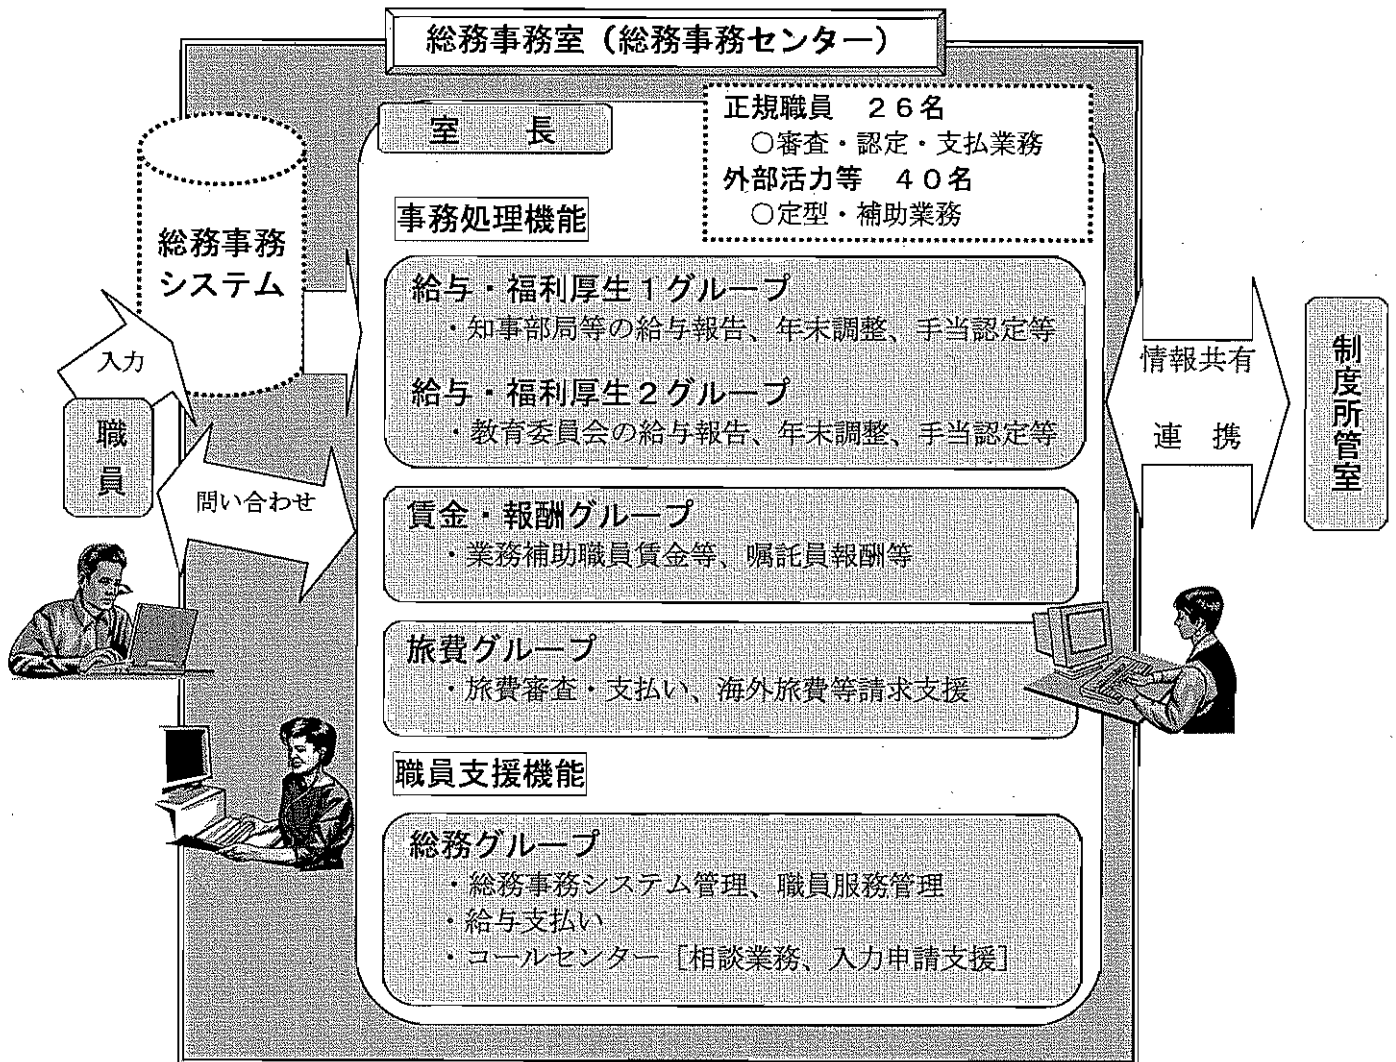 総務事務室（総務事務センター）
室　　長
正規職員　２６名
○審査・認定・支払業務
外部活力等　４０名
○定型・補助業務
総務事務
システム
入力
職員
問い合わせ
事務処理機能
給与・福利厚生１グループ
・知事部局等の給与報告、年末調整、手当認定等
給与・福利厚生２グループ
・教育委員会の給与報告、年末調整、手当認定等
賃金・報酬グループ
・業務補助職員賃金等、嘱託員報酬等
旅費グループ
・旅費審査・支払い、海外旅費等請求支援
職員支援機能
総務グループ
・総務事務システム管理、職員服務管理
・給与支払い
・コールセンター［相談業務、入力申請支援］
情報共有
連　携
制度所管室